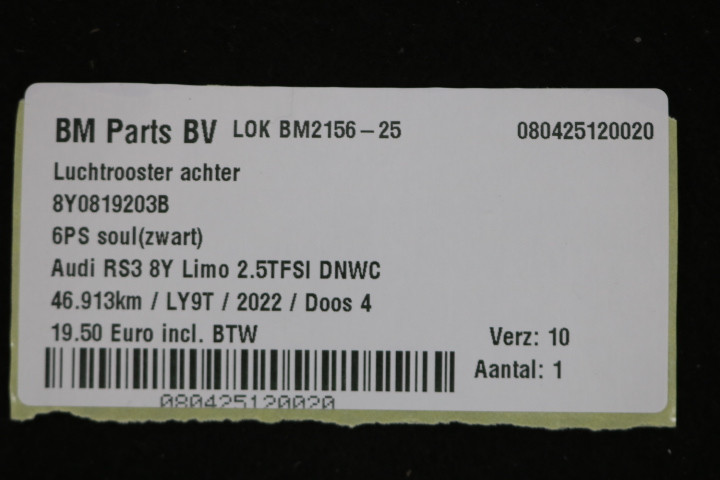 BM Parts BV LOK BM2156-25 080425120020
Luchtrooster achter
8Y0819203B
6PS soul(zwart)
Audi RS3 8Y Limo 2.5TFSI DNWC
46.913km / LY9T / 2022 / Doos 4
19.50 Euro incl. BTW Verz: 10
Aantal: 1
080425120020